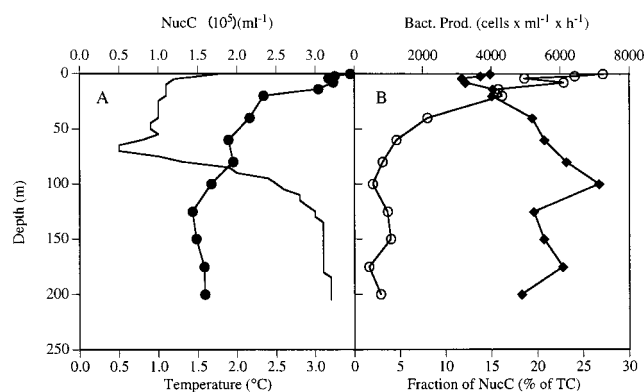 NucC (10⁵)(ml⁻¹)
Bact. Prod. (cells x ml⁻¹ x h⁻¹)
0.0 0.5 1.0 1.5 2.0 2.5 3.0 3.5
2000 4000 6000 8000
A
B
Depth (m)
0
50
100
150
200
250
0.0 0.5 1.0 1.5 2.0 2.5 3.0
0 5 10 15 20 25 30
Temperature (°C)
Fraction of NucC (% of TC)